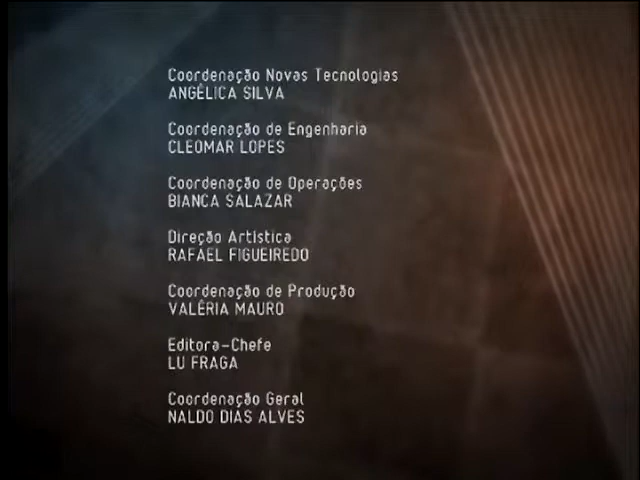 Coordenação Novas Tecnologias
ANGÉLICA SILVA
Coordenação de Engenharia
CLEOMAR LOPES
Coordenação de Operações
BIANCA SALAZAR
Direção Artística
RAFAEL FIGUEIREDO
Coordenação de Produção
VALÉRIA MAURO
Editora-Chefe
LU FRAGA
Coordenação Geral
NALDO DIAS ALVES